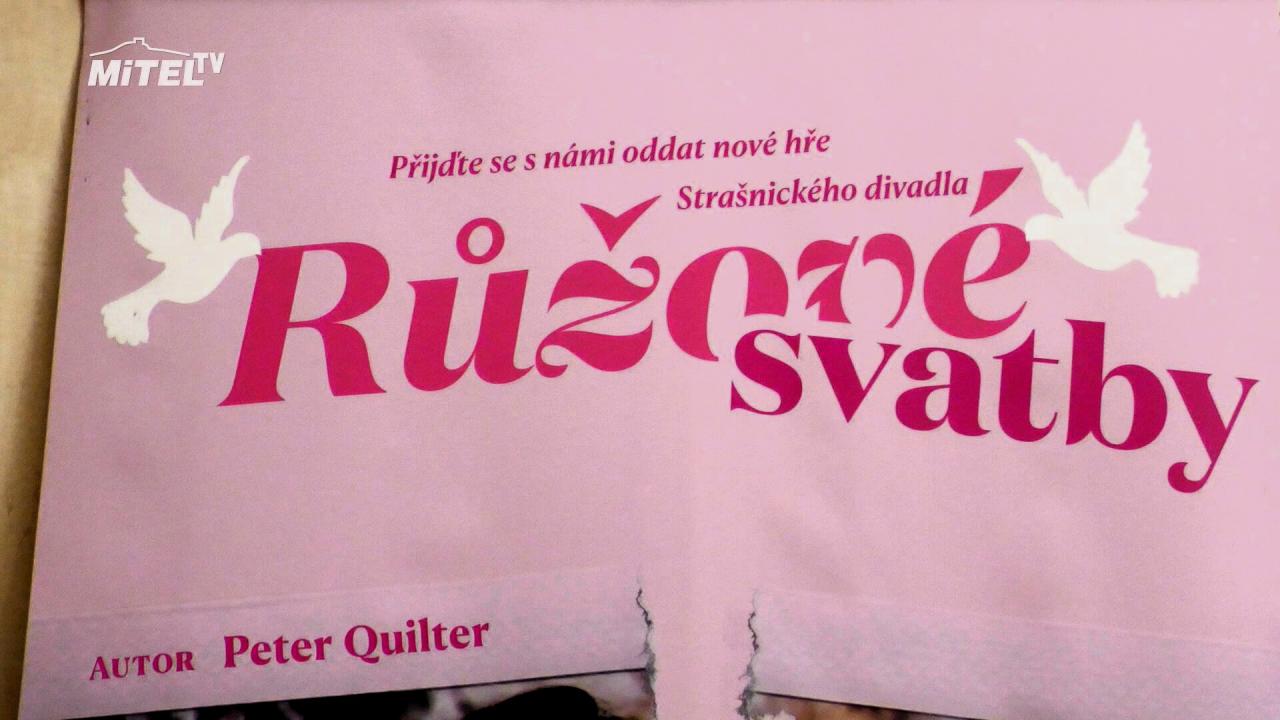 MiTEL TV
Přijďte se s námi oddat nové hře
Strašnického divadla
Růžové
svatby
AUTOR Peter Quilter